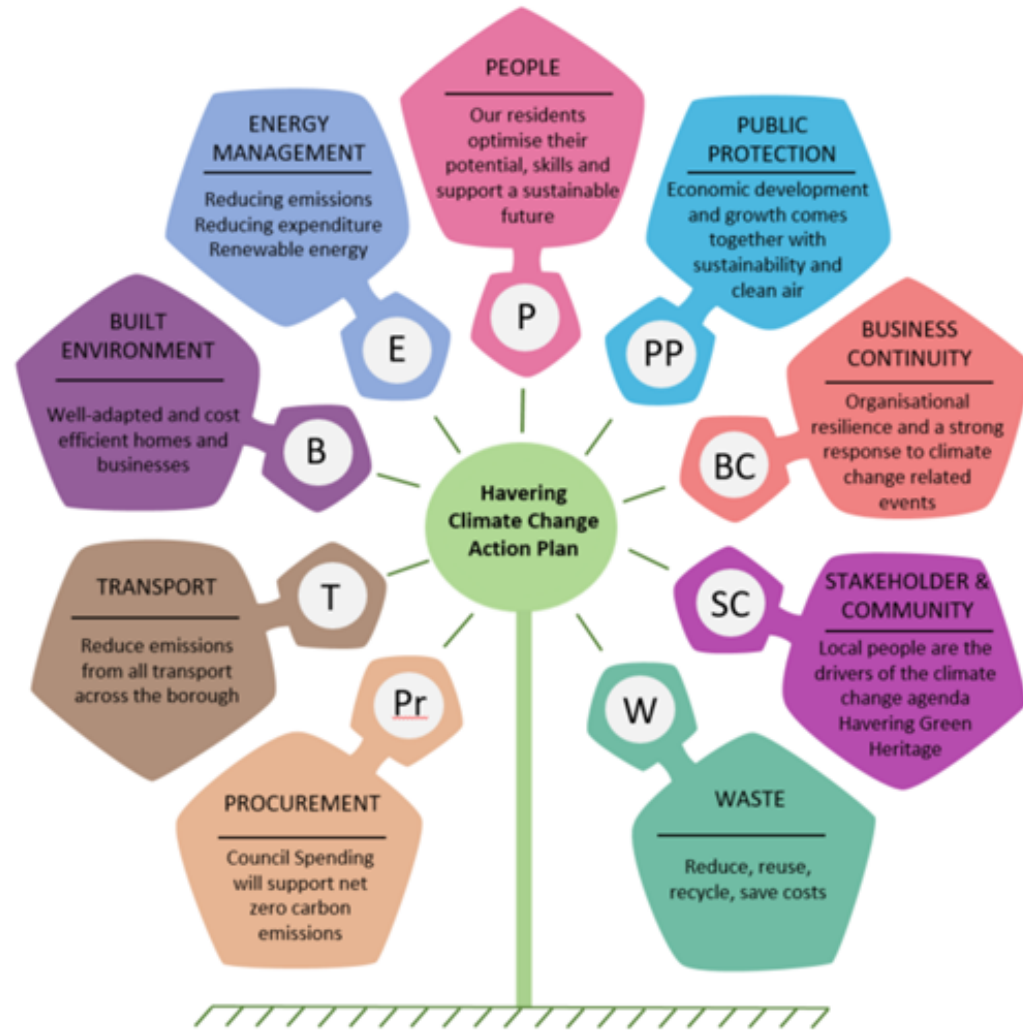 PEOPLE
Our residents
optimise their
potential, skills and
support a sustainable
future
P
ENERGY
MANAGEMENT
Reducing emissions
Reducing expenditure
Renewable energy
E
PUBLIC
PROTECTION
Economic development
and growth comes
together with
sustainability and
clean air
PP
BUILT
ENVIRONMENT
Well-adapted and cost
efficient homes and
businesses
B
BUSINESS
CONTINUITY
Organisational
resilience and a strong
response to climate
change related
events
BC
Havering
Climate Change
Action Plan
TRANSPORT
Reduce emissions
from all transport
across the borough
T
STAKEHOLDER &
COMMUNITY
Local people are the
drivers of the climate
change agenda
Havering Green
Heritage
SC
Pr
PROCUREMENT
Council Spending
will support net
zero carbon
emissions
W
WASTE
Reduce, reuse,
recycle, save costs